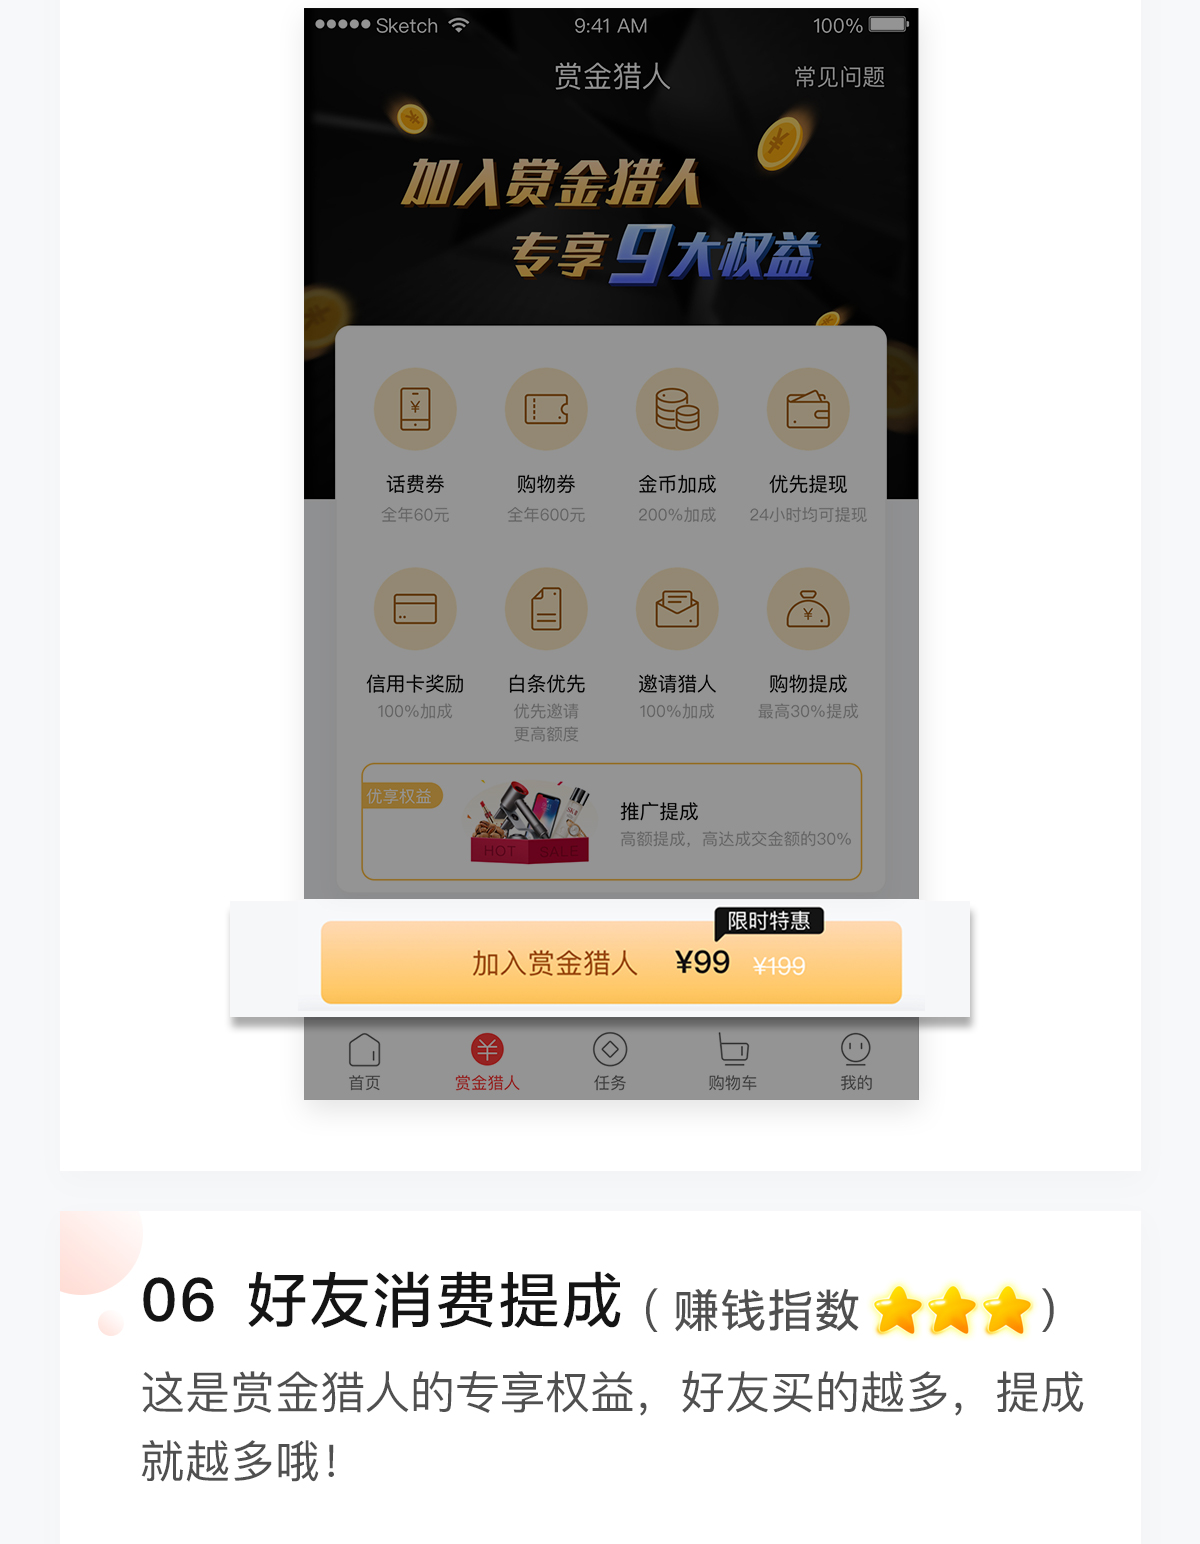 Sketch 9:41 AM 100%
赏金猎人 常见问题
加入赏金猎人
专享9大权益
话费券 购物券 金币加成 优先提现
全年60元 全年600元 200%加成 24小时均可提现
信用卡奖励 白条优先 邀请猎人 购物提成
100%加成 优先邀请 100%加成 最高30%提成
更高额度
优享权益
推广提成
高额提成，高达成交金额的30%
HOT SALE
限时特惠
加入赏金猎人 ¥99 ¥199
首页 赏金猎人 任务 购物车 我的
06 好友消费提成（赚钱指数）
这是赏金猎人的专享权益，好友买的越多，提成
就越多哦！